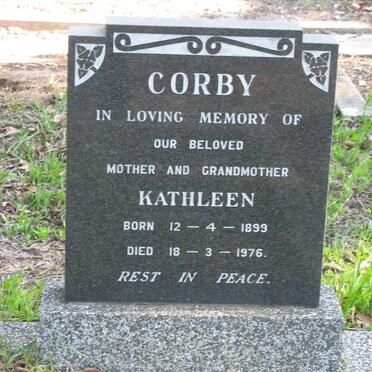 CORBY
IN LOVING MEMORY OF
OUR BELOVED
MOTHER AND GRANDMOTHER
KATHLEEN
BORN 12 - 4 - 1899
DIED 18 - 3 - 1976.
REST IN PEACE.